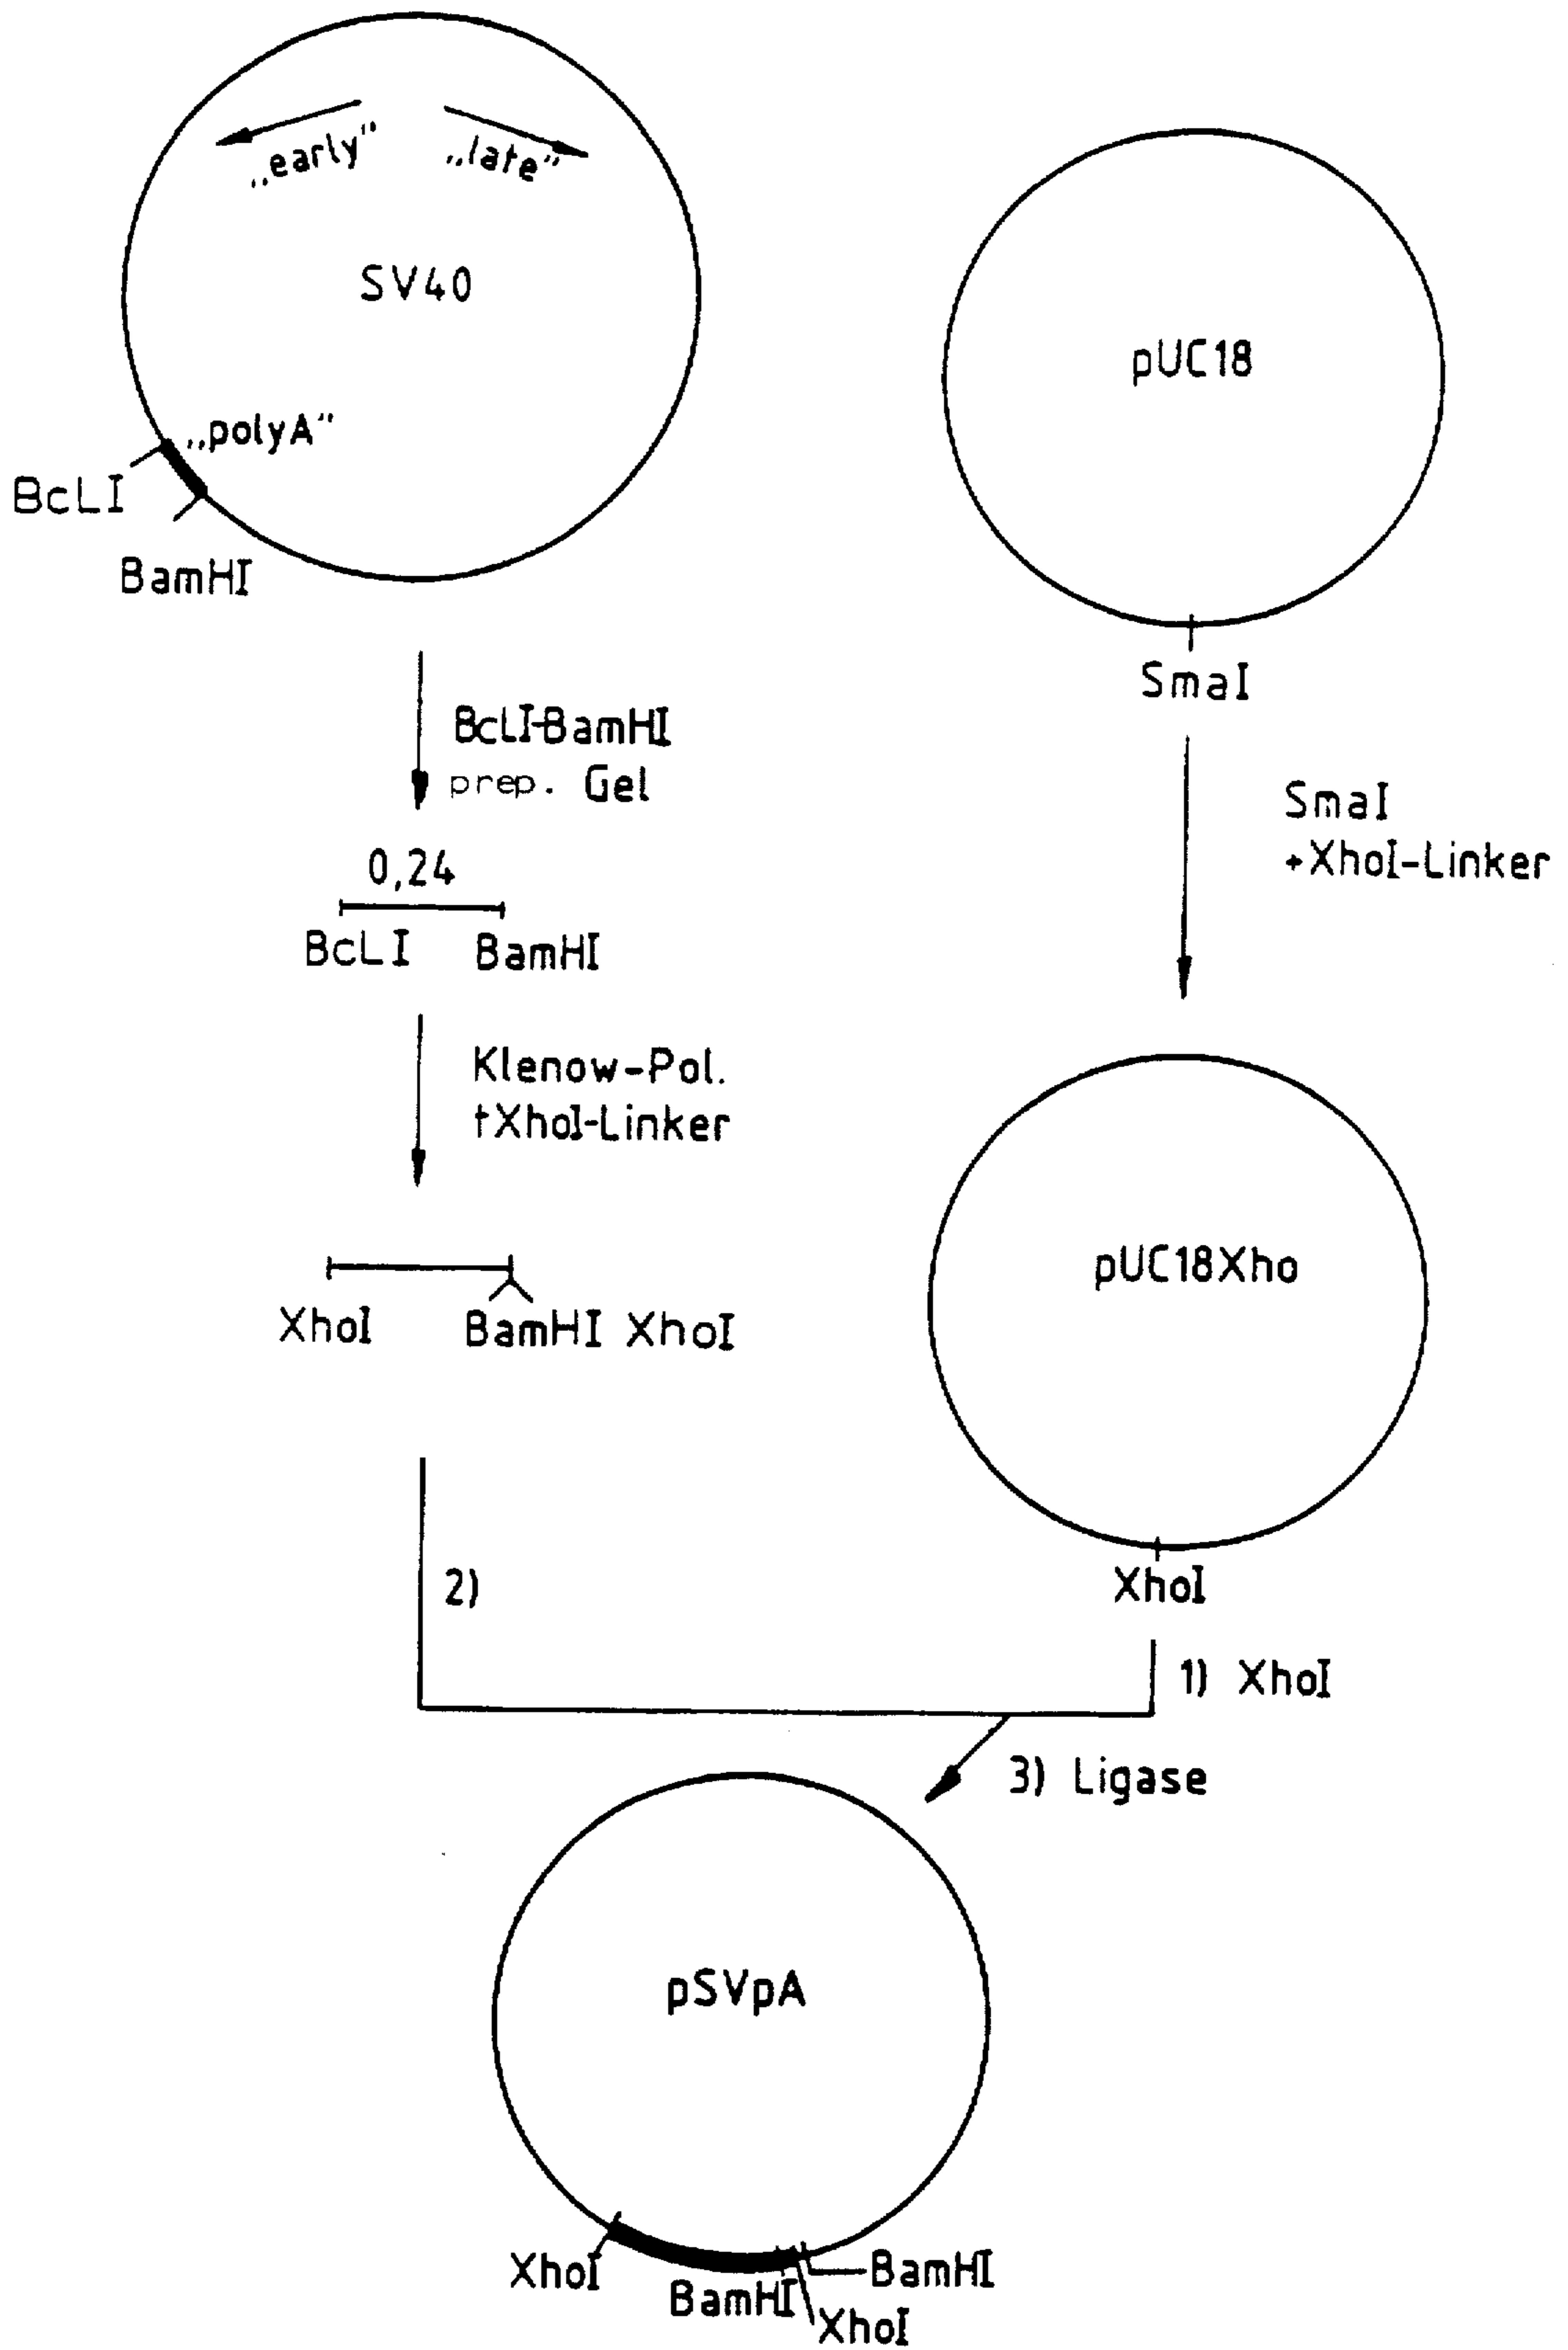 „early”
„late”
SV40
„polyA”
BcLI
BamHI
pUC18
SmaI
BcLI-BamHI
prep. Gel
SmaI
+XhoI-Linker
0,24
BcLI BamHI
Klenow-Pol.
+XhoI-Linker
XhoI BamHI XhoI
pUC18Xho
XhoI
2)
1) XhoI
3) Ligase
pSVpA
XhoI BamHI BamHI
XhoI